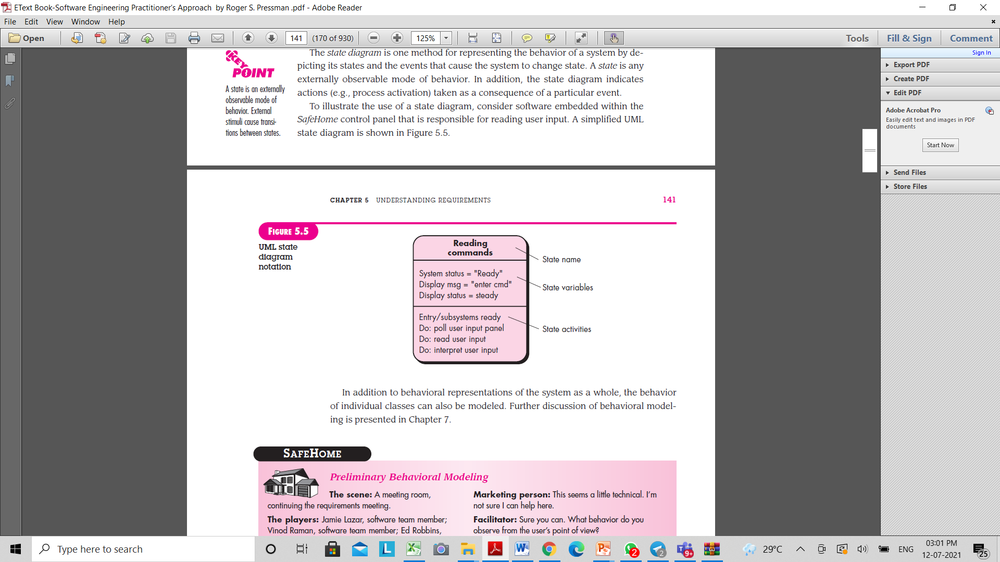 EText Book-Software Engineering Practitioner's Approach by Roger S. Pressman .pdf - Adobe Reader
File Edit View Window Help
Open 141 (170 of 930) 125% Tools Fill & Sign Comment
Sign In
Export PDF
Create PDF
Edit PDF
Adobe Acrobat Pro
Easily edit text and images in PDF
documents
Start Now
Send Files
Store Files
KEY
POINT
A state is an externally
observable mode of
behavior. External
stimuli cause transi-
tions between states.
The state diagram is one method for representing the behavior of a system by de-
picting its states and the events that cause the system to change state. A state is any
externally observable mode of behavior. In addition, the state diagram indicates
actions (e.g., process activation) taken as a consequence of a particular event.
To illustrate the use of a state diagram, consider software embedded within the
SafeHome control panel that is responsible for reading user input. A simplified UML
state diagram is shown in Figure 5.5.
CHAPTER 5 UNDERSTANDING REQUIREMENTS 141
FIGURE 5.5
UML state
diagram
notation
Reading
commands
State name
System status = "Ready"
Display msg = "enter cmd"
Display status = steady
State variables
Entry/subsystems ready
Do: poll user input panel
Do: read user input
Do: interpret user input
State activities
In addition to behavioral representations of the system as a whole, the behavior
of individual classes can also be modeled. Further discussion of behavioral model-
ing is presented in Chapter 7.
SAFEHOME
Preliminary Behavioral Modeling
The scene: A meeting room,
continuing the requirements meeting.
The players: Jamie Lazar, software team member;
Vinod Raman, software team member; Ed Robbins,
Marketing person: This seems a little technical. I'm
not sure I can help here.
Facilitator: Sure you can. What behavior do you
observe from the user's point of view?
Type here to search
L
2
2
9+
29°C
ENG
03:01 PM
12-07-2021
25